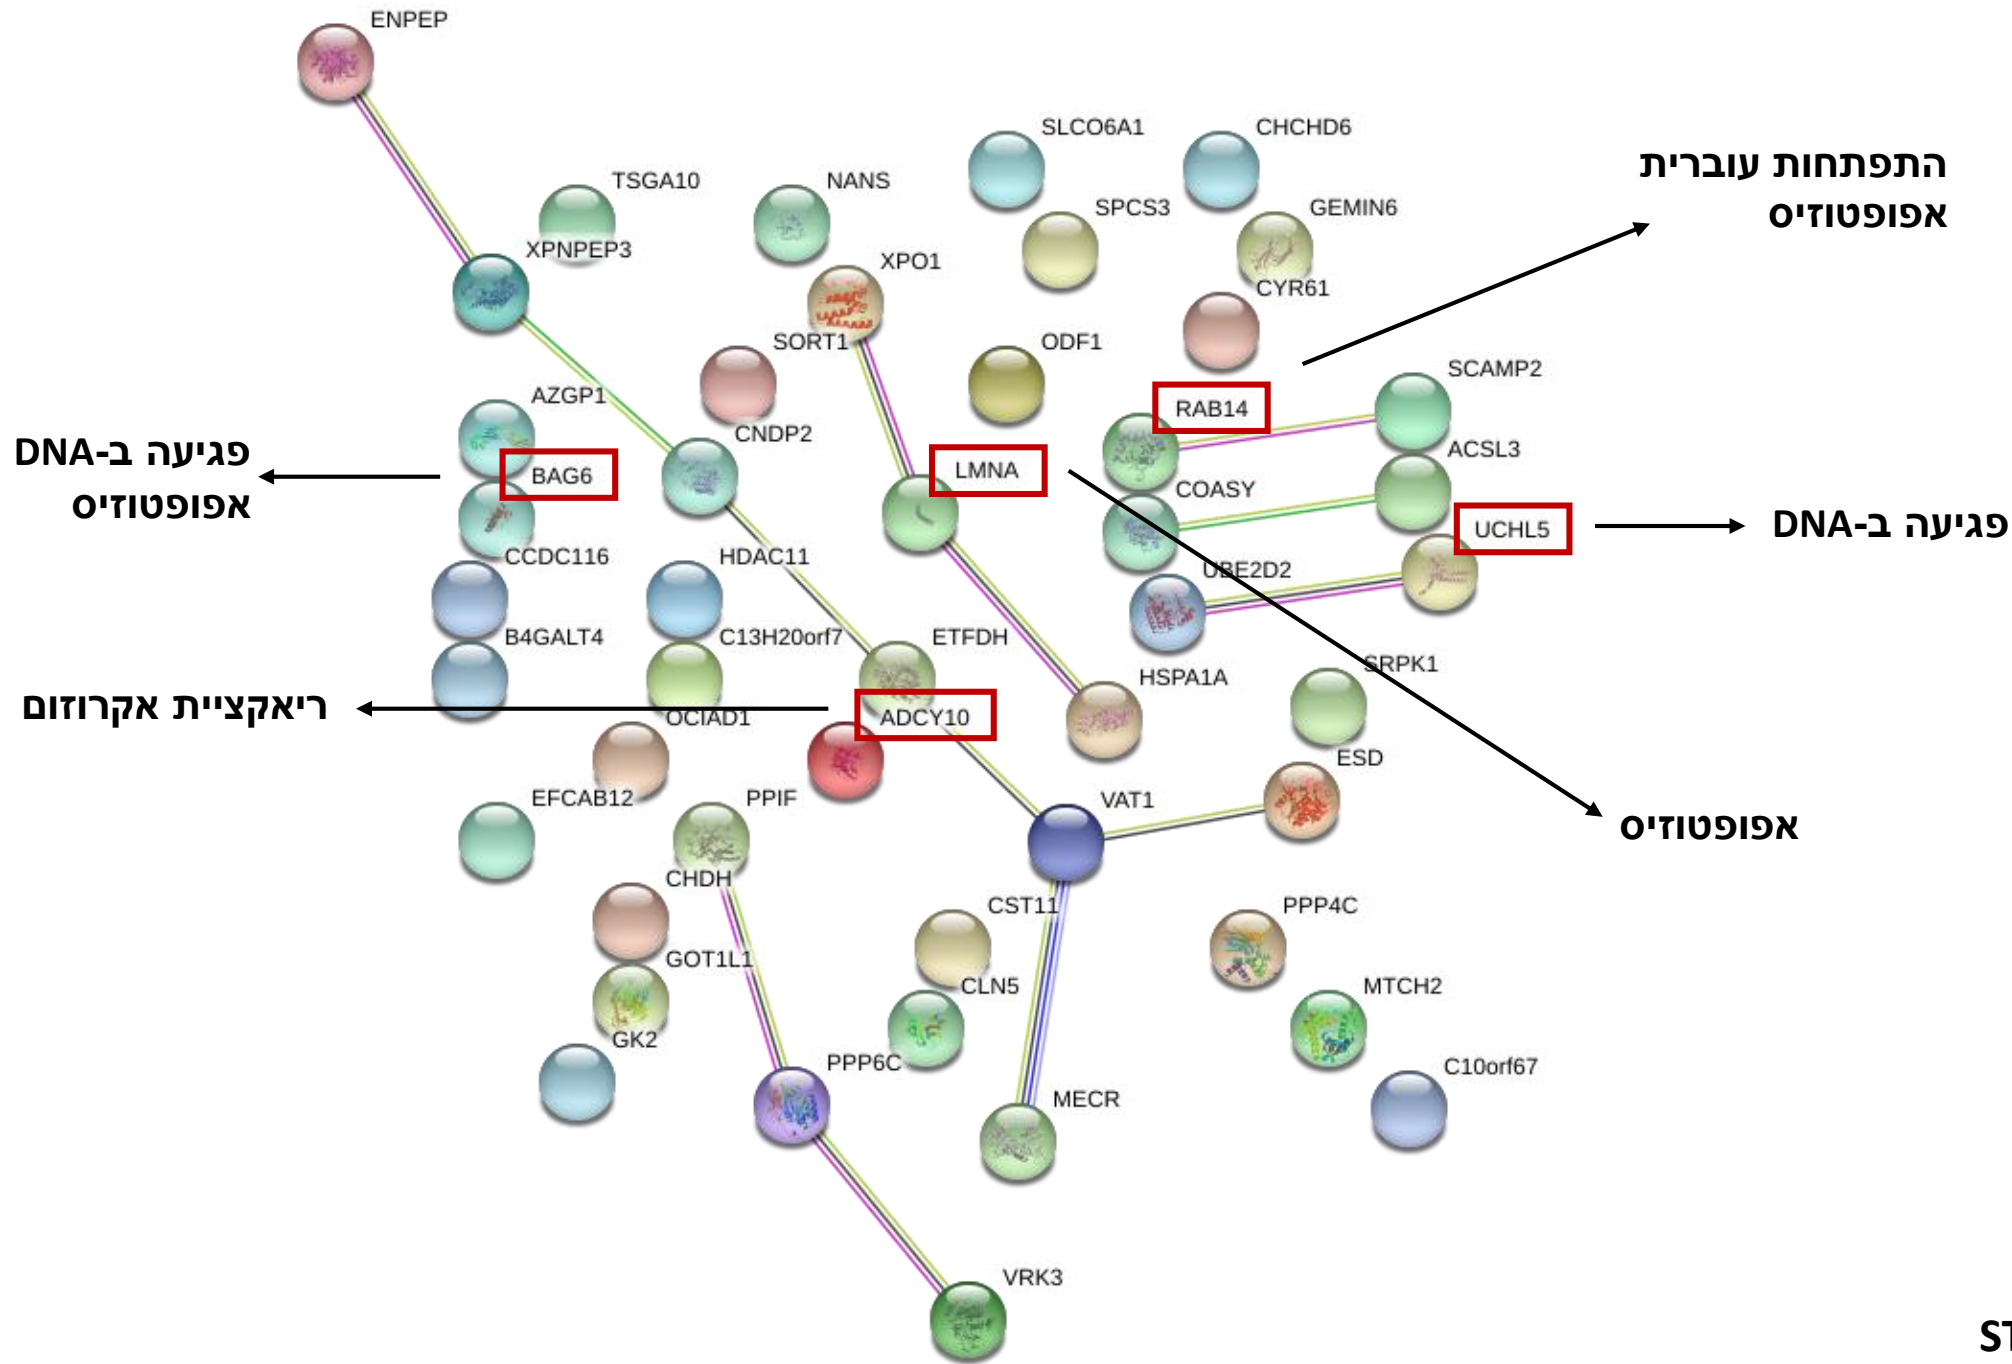 ENPEP
SLCO6A1
CHCHD6
התפתחות עוברית
אפופטוזיס
TSGA10
NANS
SPCS3
GEMIN6
XPNPEP3
XPO1
CYR61
SORT1
ODF1
SCAMP2
AZGP1
RAB14
CNDP2
פגיעה ב-DNA
אפופטוזיס
BAG6
LMNA
ACSL3
COASY
UCHL5
פגיעה ב-DNA
CCDC116
HDAC11
UBE2D2
B4GALT4
C13H20orf7
ETFDH
HSPA1A
SRPK1
ריאקציית אקרוזום
OCIAD1
ADCY10
ESD
EFCAB12
PPIF
VAT1
אפופטוזיס
CHDH
CST11
PPP4C
GOT1L1
CLN5
MTCH2
GK2
PPP6C
C10orf67
MECR
VRK3